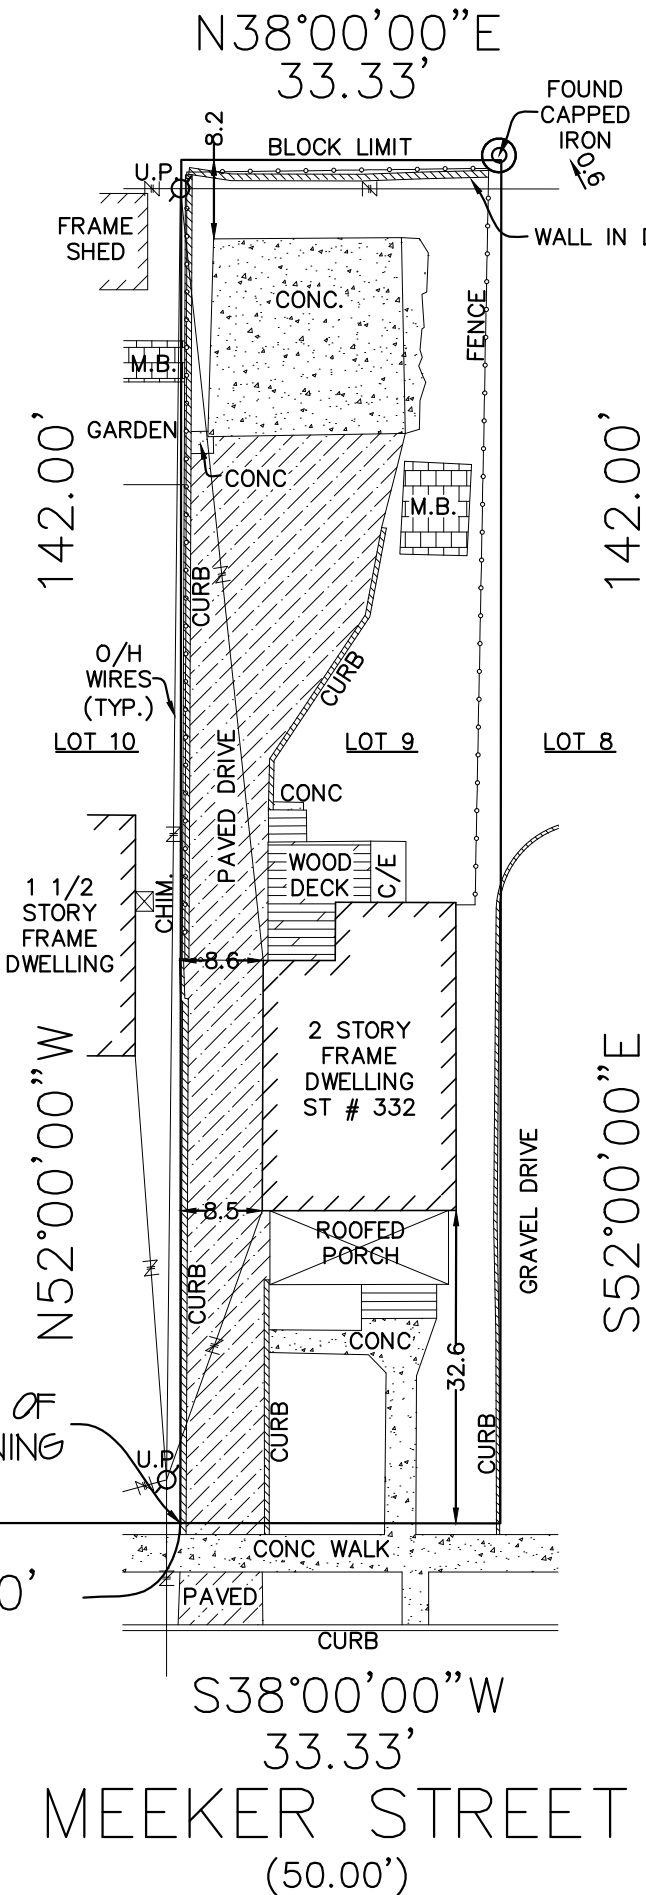 N38°00'00"E
33.33'
FOUND
CAPPED
IRON
0.6
8.2
BLOCK LIMIT
U.P.
WALL IN
FRAME
SHED
CONC.
FENCE
M.B.
GARDEN
CONC
M.B.
142.00'
142.00'
CURB
CURB
O/H
WIRES
(TYP.)
LOT 10
LOT 9
LOT 8
PAVED DRIVE
CONC
WOOD
DECK
C/E
1 1/2
STORY
FRAME
DWELLING
CHIM.
8.6
2 STORY
FRAME
DWELLING
ST # 332
N52°00'00"W
S52°00'00"E
GRAVEL DRIVE
8.5
ROOFED
PORCH
CURB
CONC
32.6
OF
NING
CURB
CURB
U.P.
CONC WALK
0'
PAVED
CURB
S38°00'00"W
33.33'
MEEKER STREET
(50.00')